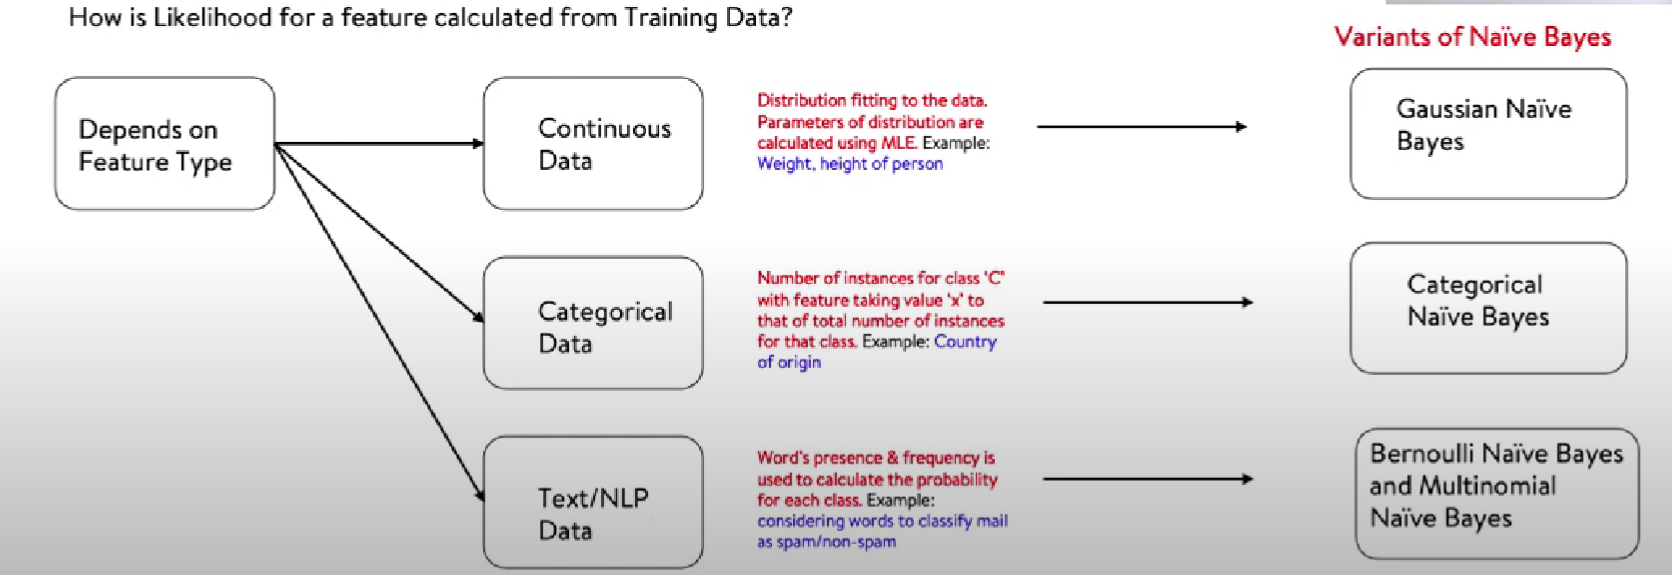 How is Likelihood for a feature calculated from Training Data?
Variants of Naïve Bayes
Depends on
Feature Type
Continuous
Data
Distribution fitting to the data.
Parameters of distribution are
calculated using MLE. Example:
Weight, height of person
Gaussian Naïve
Bayes
Categorical
Data
Number of instances for class 'C'
with feature taking value 'x' to
that of total number of instances
for that class. Example: Country
of origin
Categorical
Naïve Bayes
Text/NLP
Data
Word's presence & frequency is
used to calculate the probability
for each class. Example:
considering words to classify mail
as spam/non-spam
Bernoulli Naïve Bayes
and Multinomial
Naïve Bayes